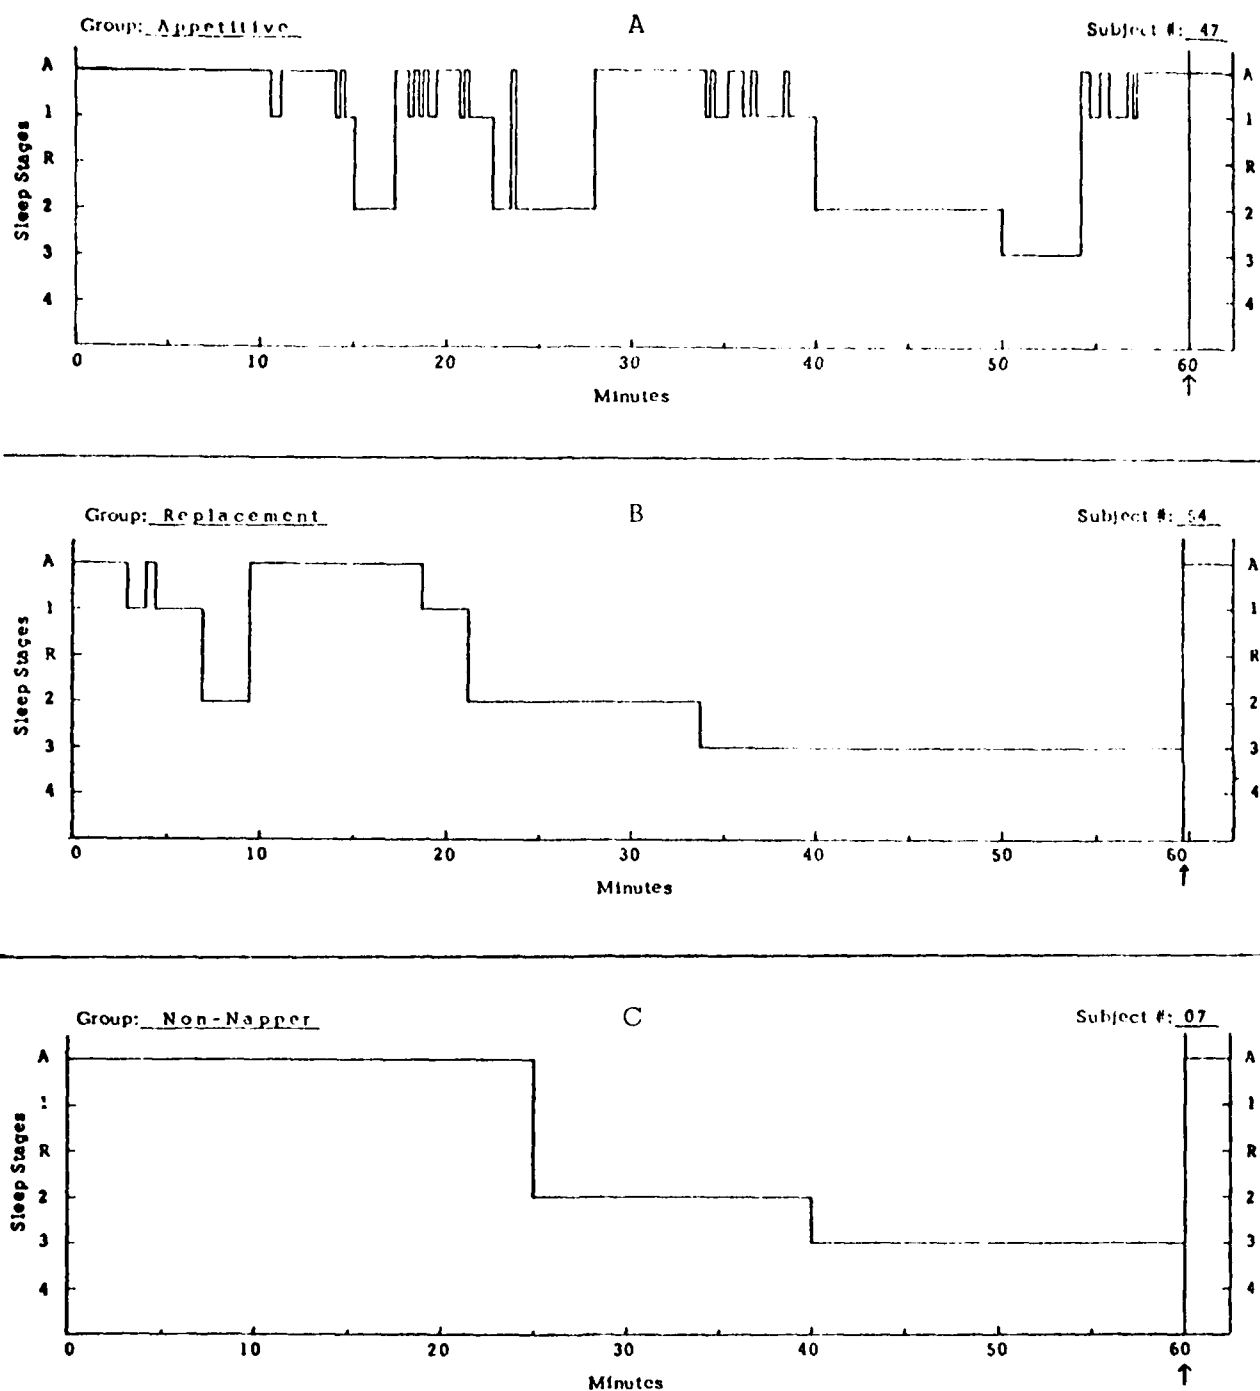 Group: Appetitive A Subject #: 47
A A
1 1
R R
2 2
3 3
4 4
Sleep Stages
0 10 20 30 40 50 60
↑
Minutes
Group: Replacement B Subject #: 54
A A
1 1
R R
2 2
3 3
4 4
Sleep Stages
0 10 20 30 40 50 60
↑
Minutes
Group: Non-Napper C Subject #: 07
A A
1 1
R R
2 2
3 3
4 4
Sleep Stages
0 10 20 30 40 50 60
↑
Minutes